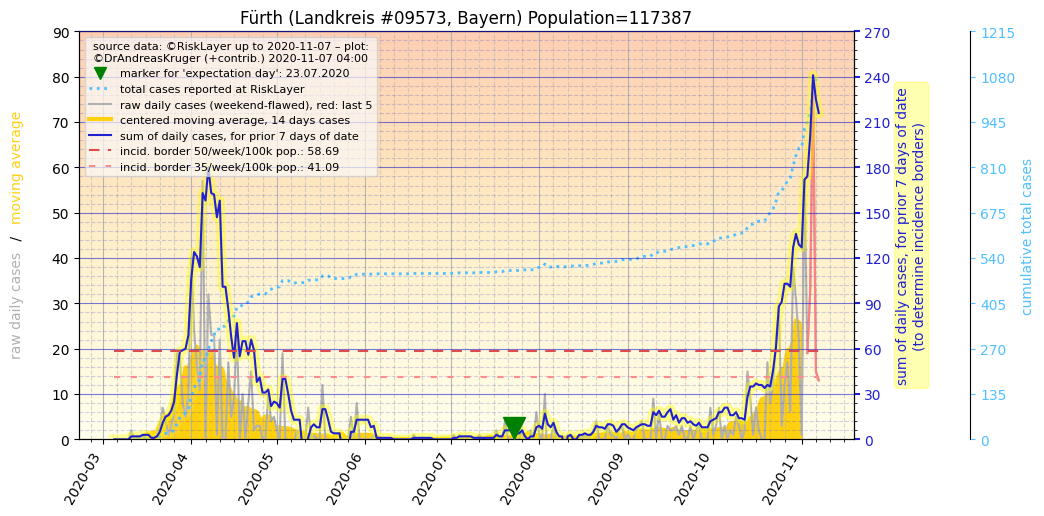 Fürth (Landkreis #09573, Bayern) Population=117387
source data: ©RiskLayer up to 2020-11-07 – plot:
©DrAndreasKruger (+contrib.) 2020-11-07 04:00
marker for 'expectation day': 23.07.2020
total cases reported at RiskLayer
raw daily cases (weekend-flawed), red: last 5
centered moving average, 14 days cases
sum of daily cases, for prior 7 days of date
incid. border 50/week/100k pop.: 58.69
incid. border 35/week/100k pop.: 41.09
raw daily cases / moving average
90
80
70
60
50
40
30
20
10
0
2020-03
2020-04
2020-05
2020-06
2020-07
2020-08
2020-09
2020-10
2020-11
270
240
210
180
150
120
90
60
30
0
sum of daily cases, for prior 7 days of date
(to determine incidence borders)
1215
1080
945
810
675
540
405
270
135
0
cumulative total cases